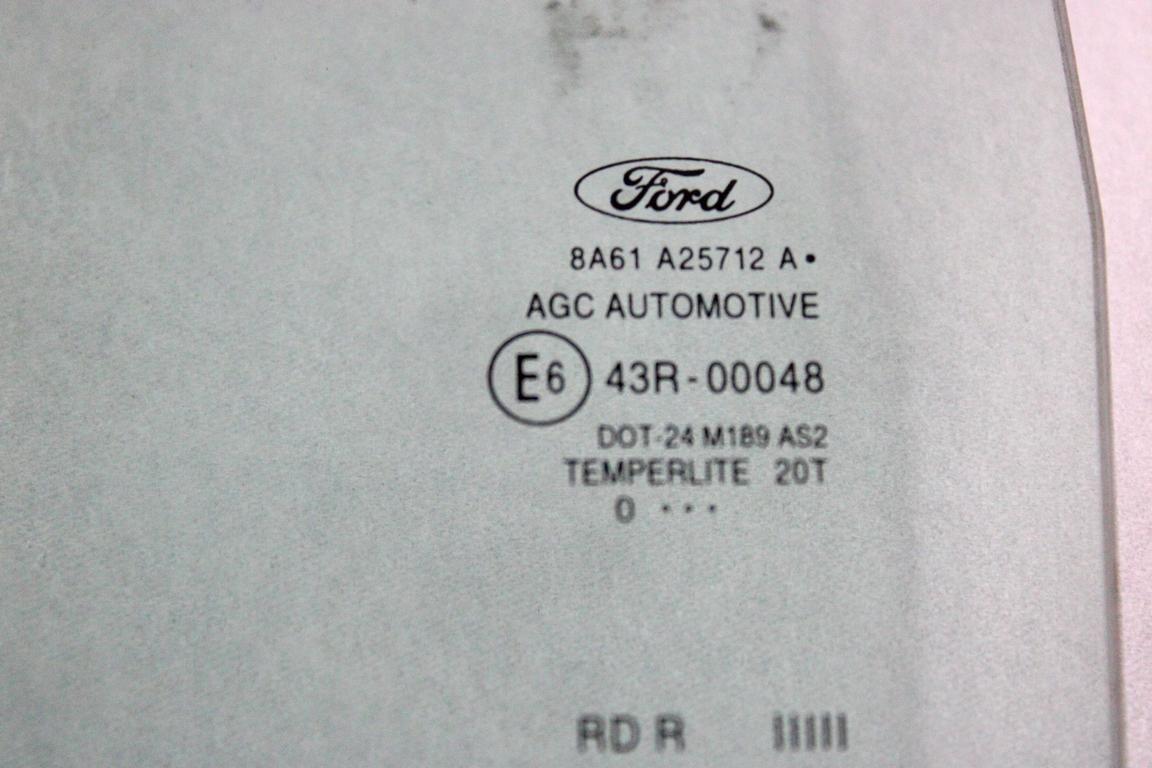 Ford
8A61 A25712 A•
AGC AUTOMOTIVE
E6 43R-00048
DOT-24 M189 AS2
TEMPERLITE 20T
0 ...
RD R IIIII